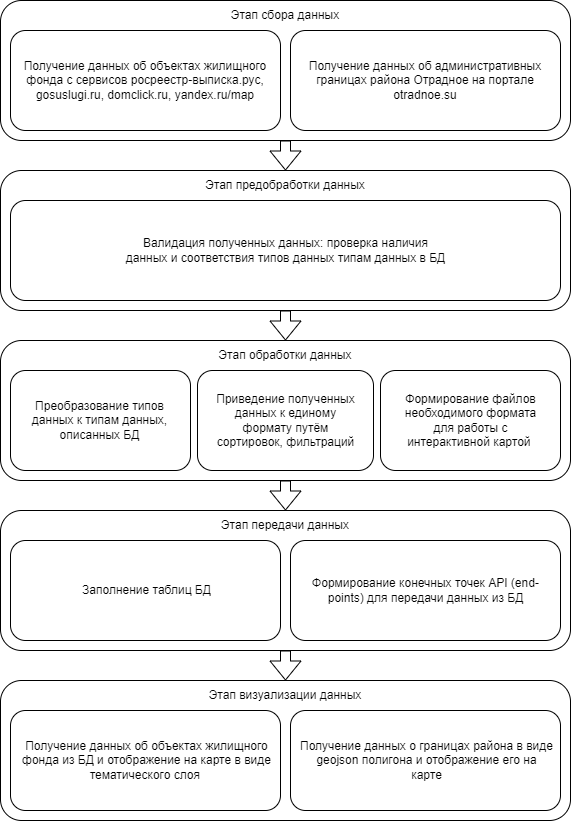 Этап сбора данных
Получение данных об объектах жилищного
фонда с сервисов росреестр-выписка.рус,
gosuslugi.ru, domclick.ru, yandex.ru/map
Получение данных об административных
границах района Отрадное на портале
otradnoe.su
Этап предобработки данных
Валидация полученных данных: проверка наличия
данных и соответствия типов данных типам данных в БД
Этап обработки данных
Преобразование типов
данных к типам данных,
описанных БД
Приведение полученных
данных к единому
формату путём
сортировок, фильтраций
Формирование файлов
необходимого формата
для работы с
интерактивной картой
Этап передачи данных
Заполнение таблиц БД
Формирование конечных точек API (end-
points) для передачи данных из БД
Этап визуализации данных
Получение данных об объектах жилищного
фонда из БД и отображение на карте в виде
тематического слоя
Получение данных о границах района в виде
geojson полигона и отображение его на
карте